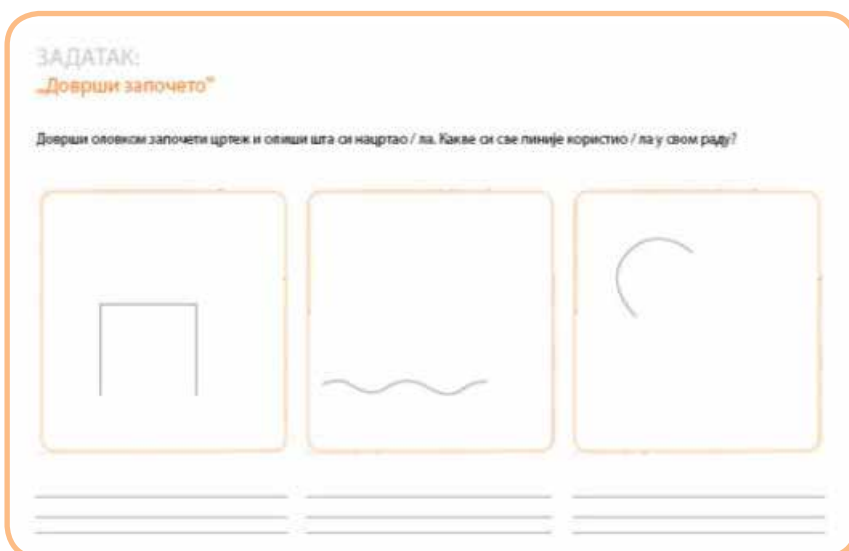 ЗАДАТАК:
„Доврши започето“
Доврши оловком започети цртеж и опиши шта си нацртао / ла. Какве си све линије користио / ла у свом раду?